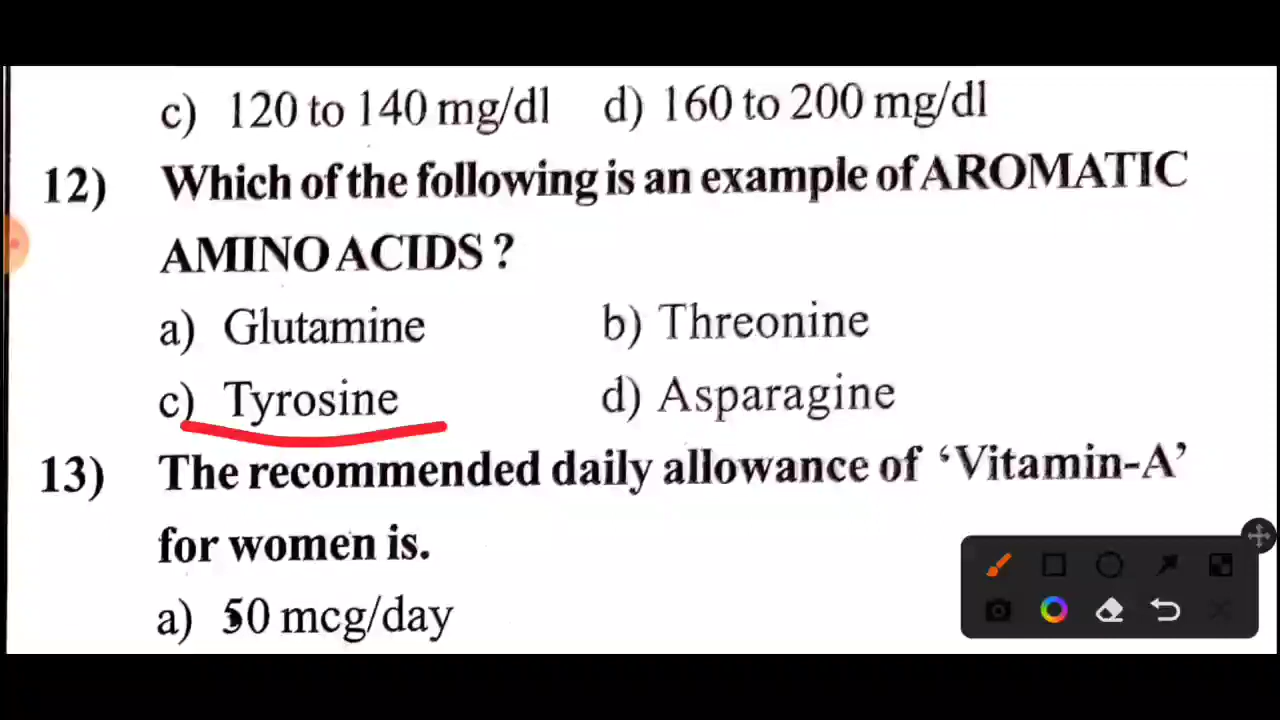 c) 120 to 140 mg/dl d) 160 to 200 mg/dl
12) Which of the following is an example of AROMATIC
AMINO ACIDS ?
a) Glutamine b) Threonine
c) Tyrosine d) Asparagine
13) The recommended daily allowance of ‘Vitamin-A’
for women is.
a) 50 mcg/day